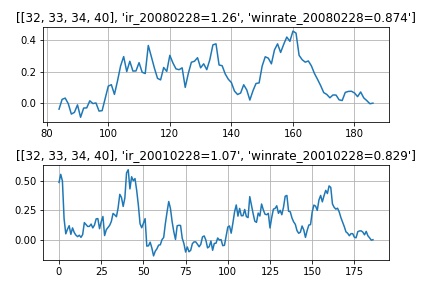 [[32, 33, 34, 40], 'ir_20080228=1.26', 'winrate_20080228=0.874']
0.4
0.2
0.0
80 100 120 140 160 180
[[32, 33, 34, 40], 'ir_20010228=1.07', 'winrate_20010228=0.829']
0.50
0.25
0.00
0 25 50 75 100 125 150 175